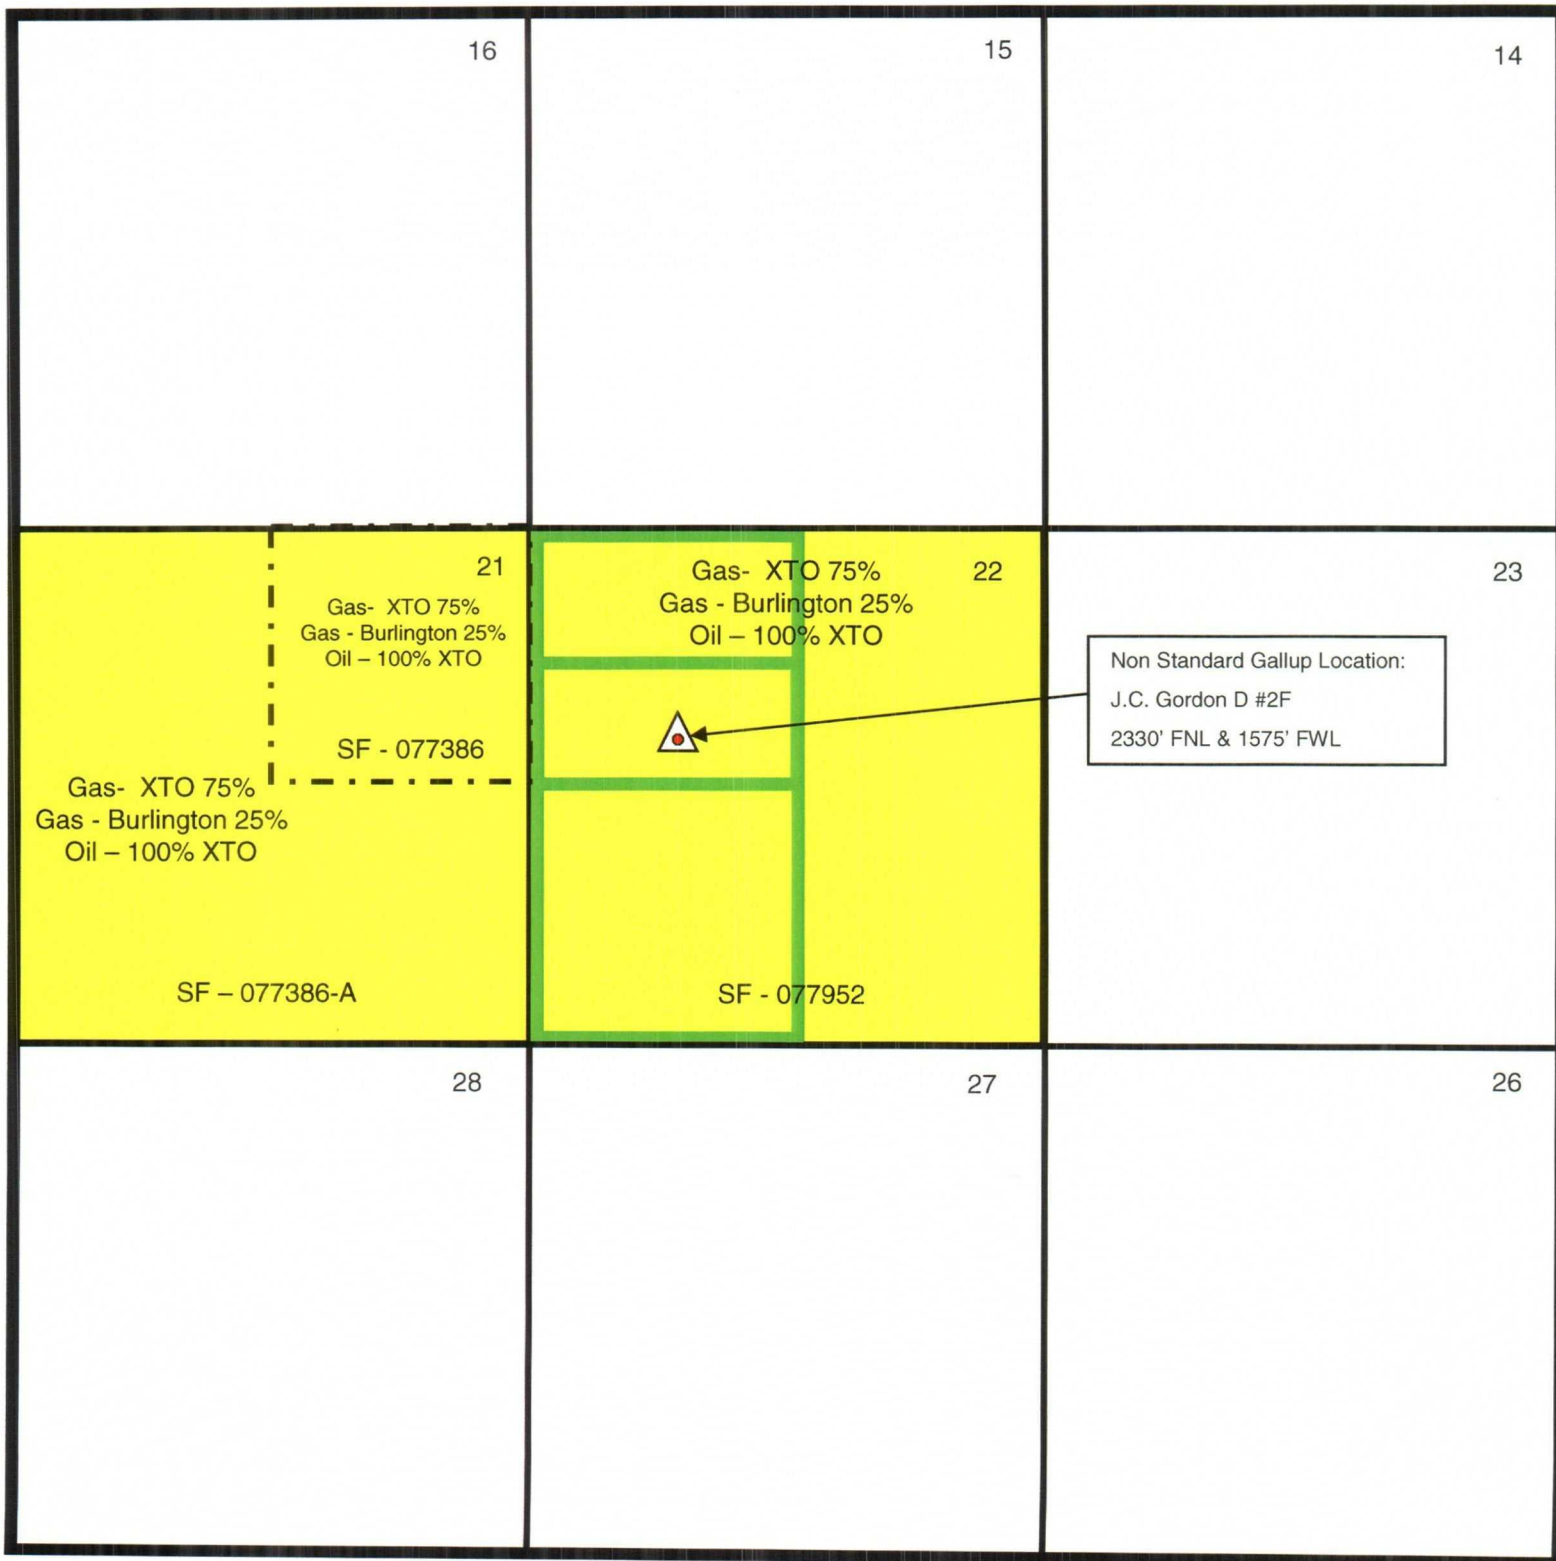 16
15
14
21
Gas- XTO 75%
Gas - Burlington 25%
Oil – 100% XTO
SF - 077386
Gas- XTO 75%
Gas - Burlington 25%
Oil – 100% XTO
SF – 077386-A
Gas- XTO 75%
Gas - Burlington 25%
Oil – 100% XTO
22
SF - 077952
23
Non Standard Gallup Location:
J.C. Gordon D #2F
2330' FNL & 1575' FWL
28
27
26